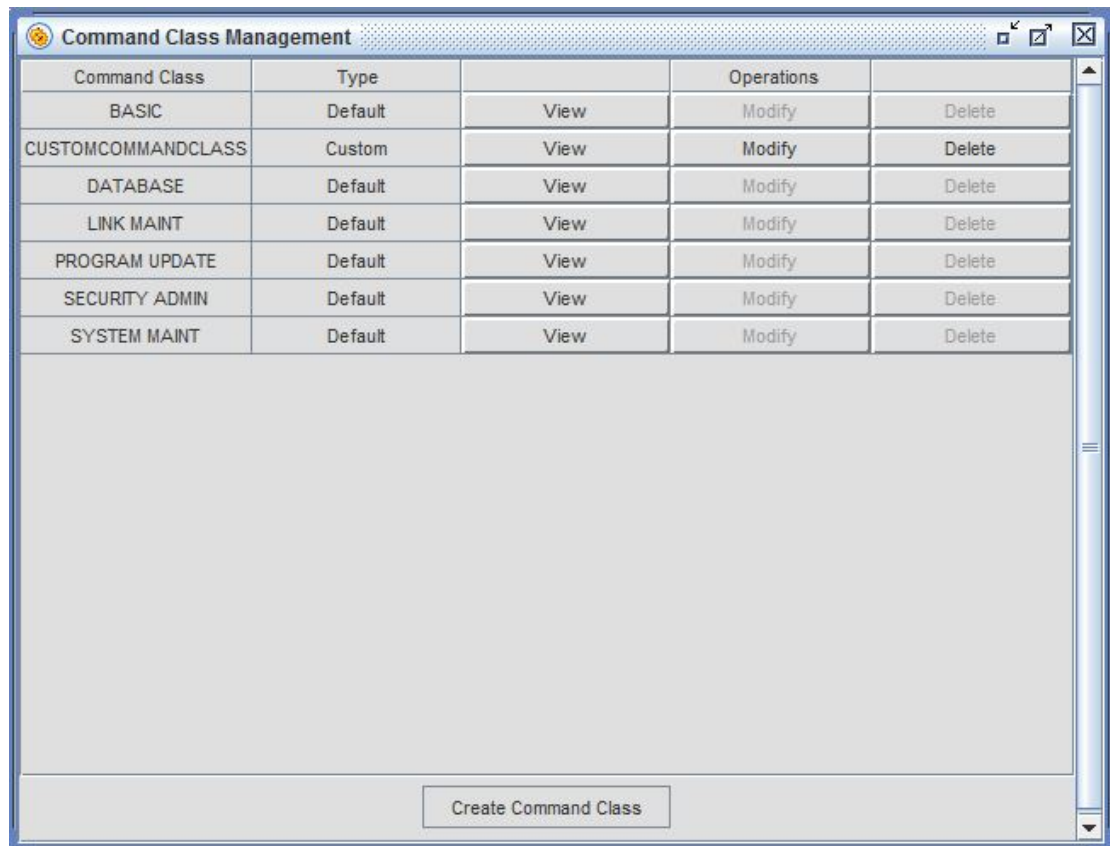 Command Class Management
Command Class Type Operations
BASIC Default View Modify Delete
CUSTOMCOMMANDCLASS Custom View Modify Delete
DATABASE Default View Modify Delete
LINK MAINT Default View Modify Delete
PROGRAM UPDATE Default View Modify Delete
SECURITY ADMIN Default View Modify Delete
SYSTEM MAINT Default View Modify Delete
Create Command Class